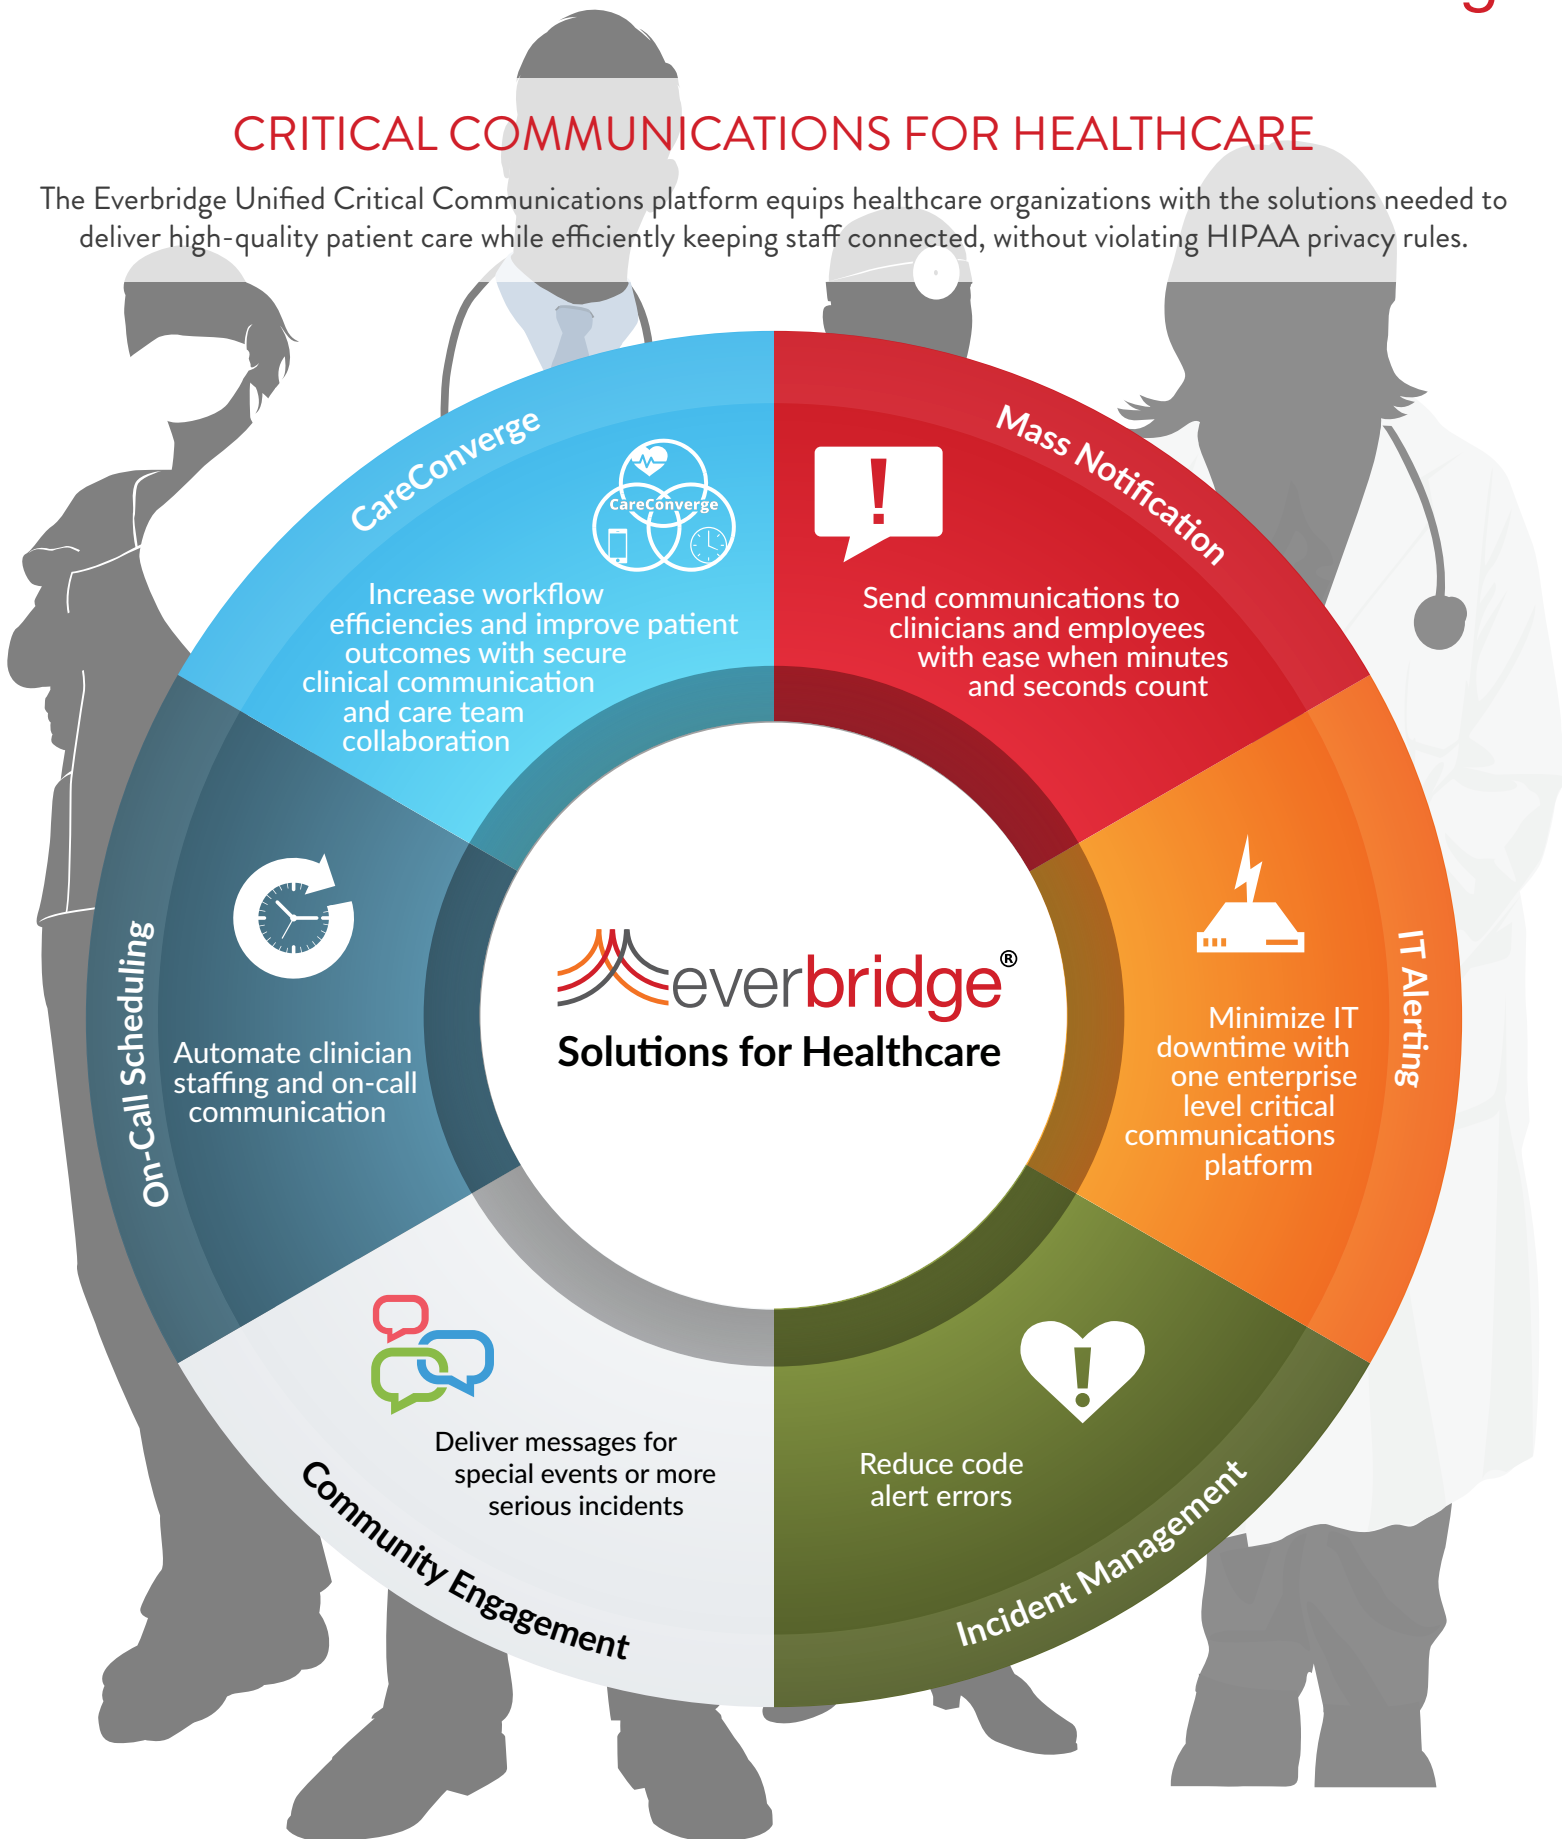 CRITICAL COMMUNICATIONS FOR HEALTHCARE
The Everbridge Unified Critical Communications platform equips healthcare organizations with the solutions needed to
deliver high-quality patient care while efficiently keeping staff connected, without violating HIPAA privacy rules.
CareConverge
CareConverge
Increase workflow
efficiencies and improve patient
outcomes with secure
clinical communication
and care team
collaboration
Mass Notification
!
Send communications to
clinicians and employees
with ease when minutes
and seconds count
IT Alerting
Minimize IT
downtime with
one enterprise
level critical
communications
platform
Incident Management
!
Reduce code
alert errors
Community Engagement
Deliver messages for
special events or more
serious incidents
On-Call Scheduling
Automate clinician
staffing and on-call
communication
everbridge®
Solutions for Healthcare